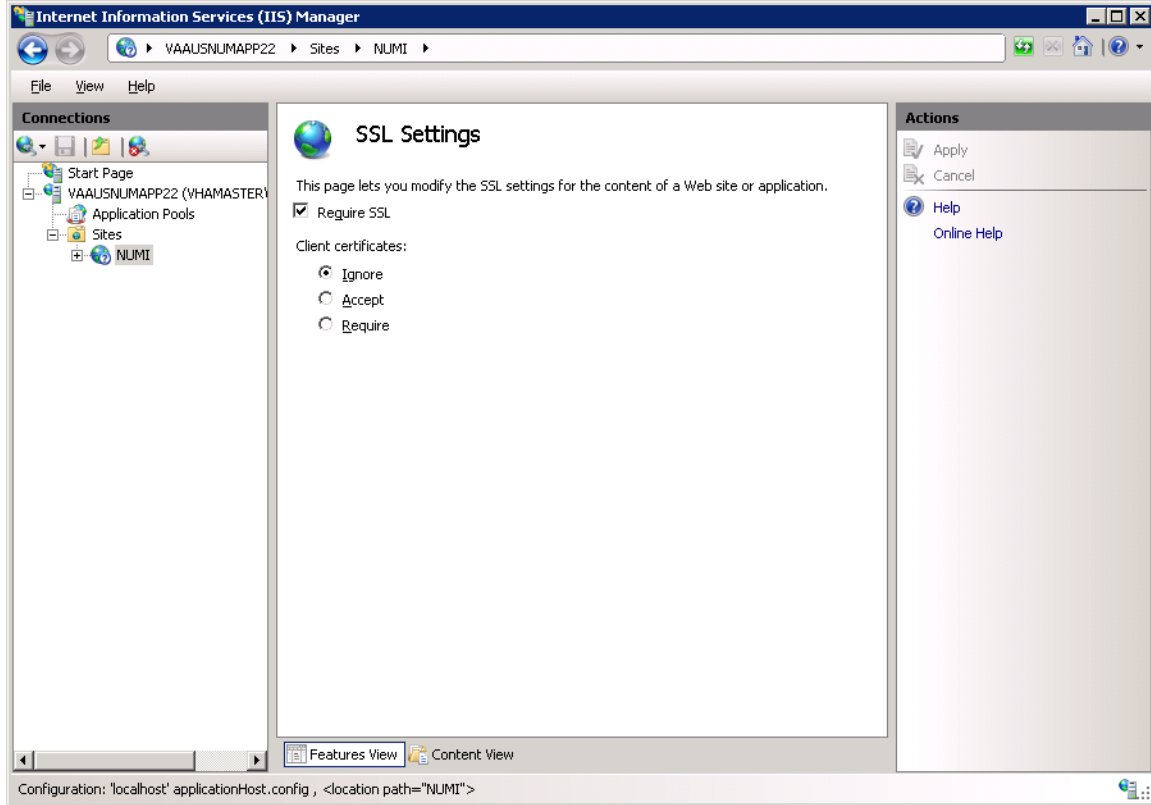 Internet Information Services (IIS) Manager
VAAUSNUMAPP22 Sites NUMI
File View Help
Connections
Start Page
VAAUSNUMAPP22 (VHAMASTER\
Application Pools
Sites
NUMI
SSL Settings
This page lets you modify the SSL settings for the content of a Web site or application.
Require SSL
Client certificates:
Ignore
Accept
Require
Features View Content View
Actions
Apply
Cancel
Help
Online Help
Configuration: 'localhost' applicationHost.config , <location path="NUMI">